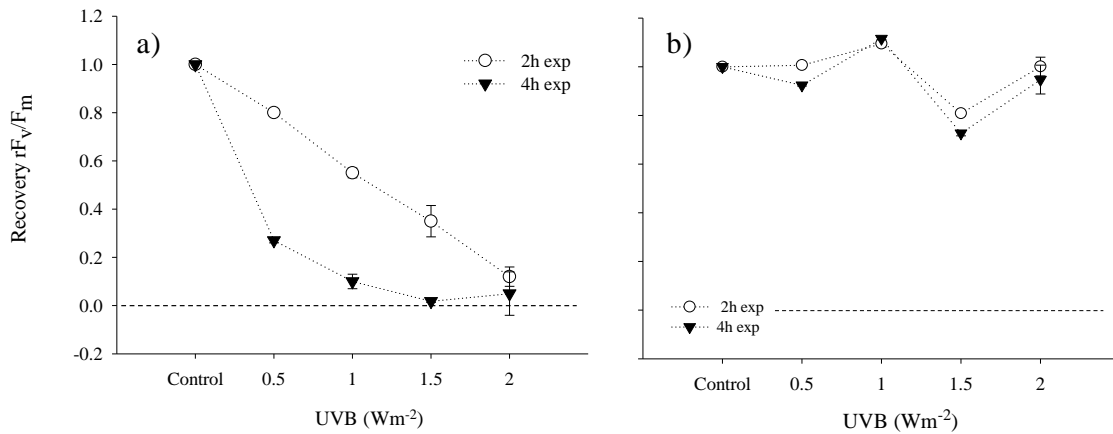 a)
2h exp
4h exp
Recovery rFv/Fm
1.2
1.0
0.8
0.6
0.4
0.2
0.0
-0.2
Control 0.5 1 1.5 2
UVB (Wm-2)
b)
2h exp
4h exp
Control 0.5 1 1.5 2
UVB (Wm-2)